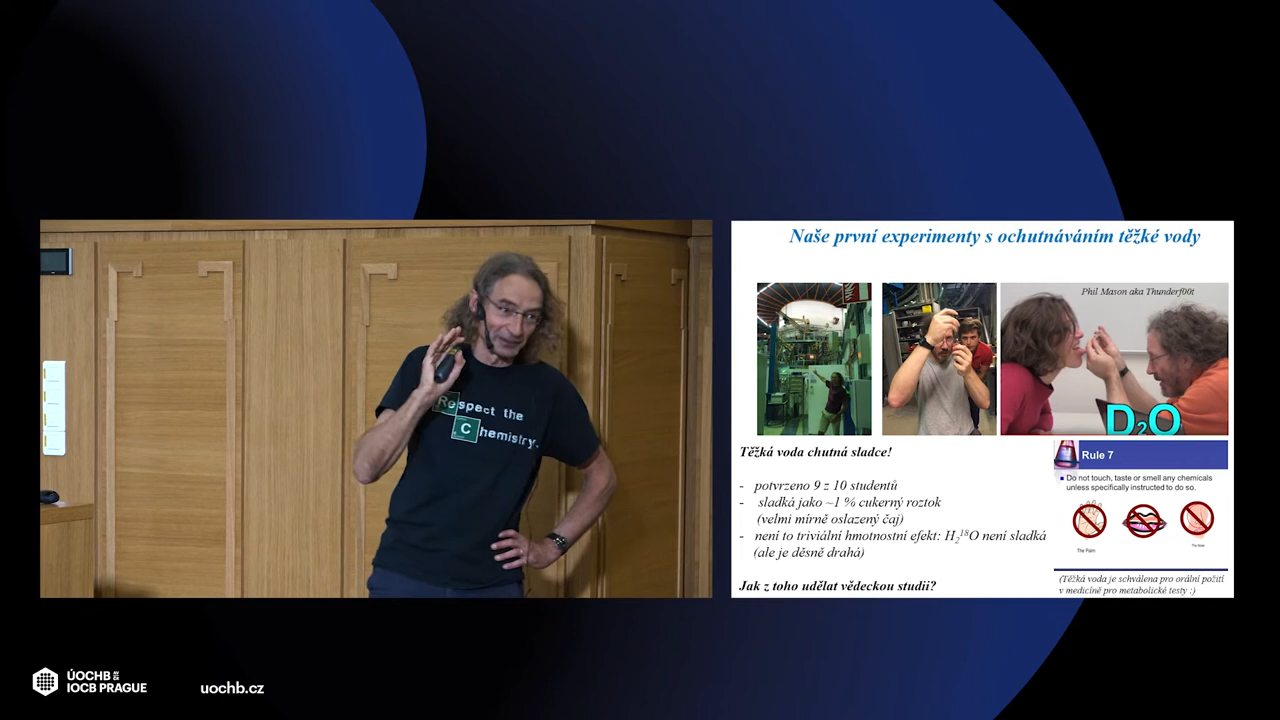 Respect the
Chemistry.
Naše první experimenty s ochutnáváním těžké vody
Phil Mason aka Thunderf00t
D2O
Těžká voda chutná sladce!
- potvrzeno 9 z 10 studentů
- sladká jako ~1 % cukerný roztok
(velmi mírně oslazený čaj)
- není to triviální hmotnostní efekt: H₂¹⁸O není sladká
(ale je děsně drahá)
Jak z toho udělat vědeckou studii?
Rule 7
Do not touch, taste or smell any chemicals
unless specifically instructed to do so.
The Palm
(Těžká voda je schválena pro orální požití
v medicíně pro metabolické testy :)
ÚOCHB
IOCB PRAGUE
uochb.cz